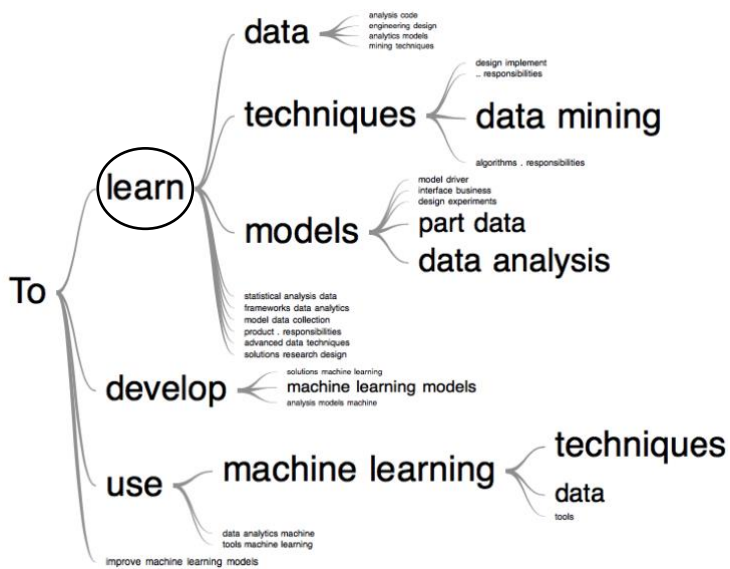 To
learn
data
analysis code
engineering design
analytics models
mining techniques
techniques
design implement
.. responsibilities
data mining
algorithms . responsibilities
models
model driver
interface business
design experiments
part data
data analysis
statistical analysis data
frameworks data analytics
model data collection
product . responsibilities
advanced data techniques
solutions research design
develop
solutions machine learning
machine learning models
analysis models machine
use
machine learning
techniques
data
tools
data analytics machine
tools machine learning
improve machine learning models